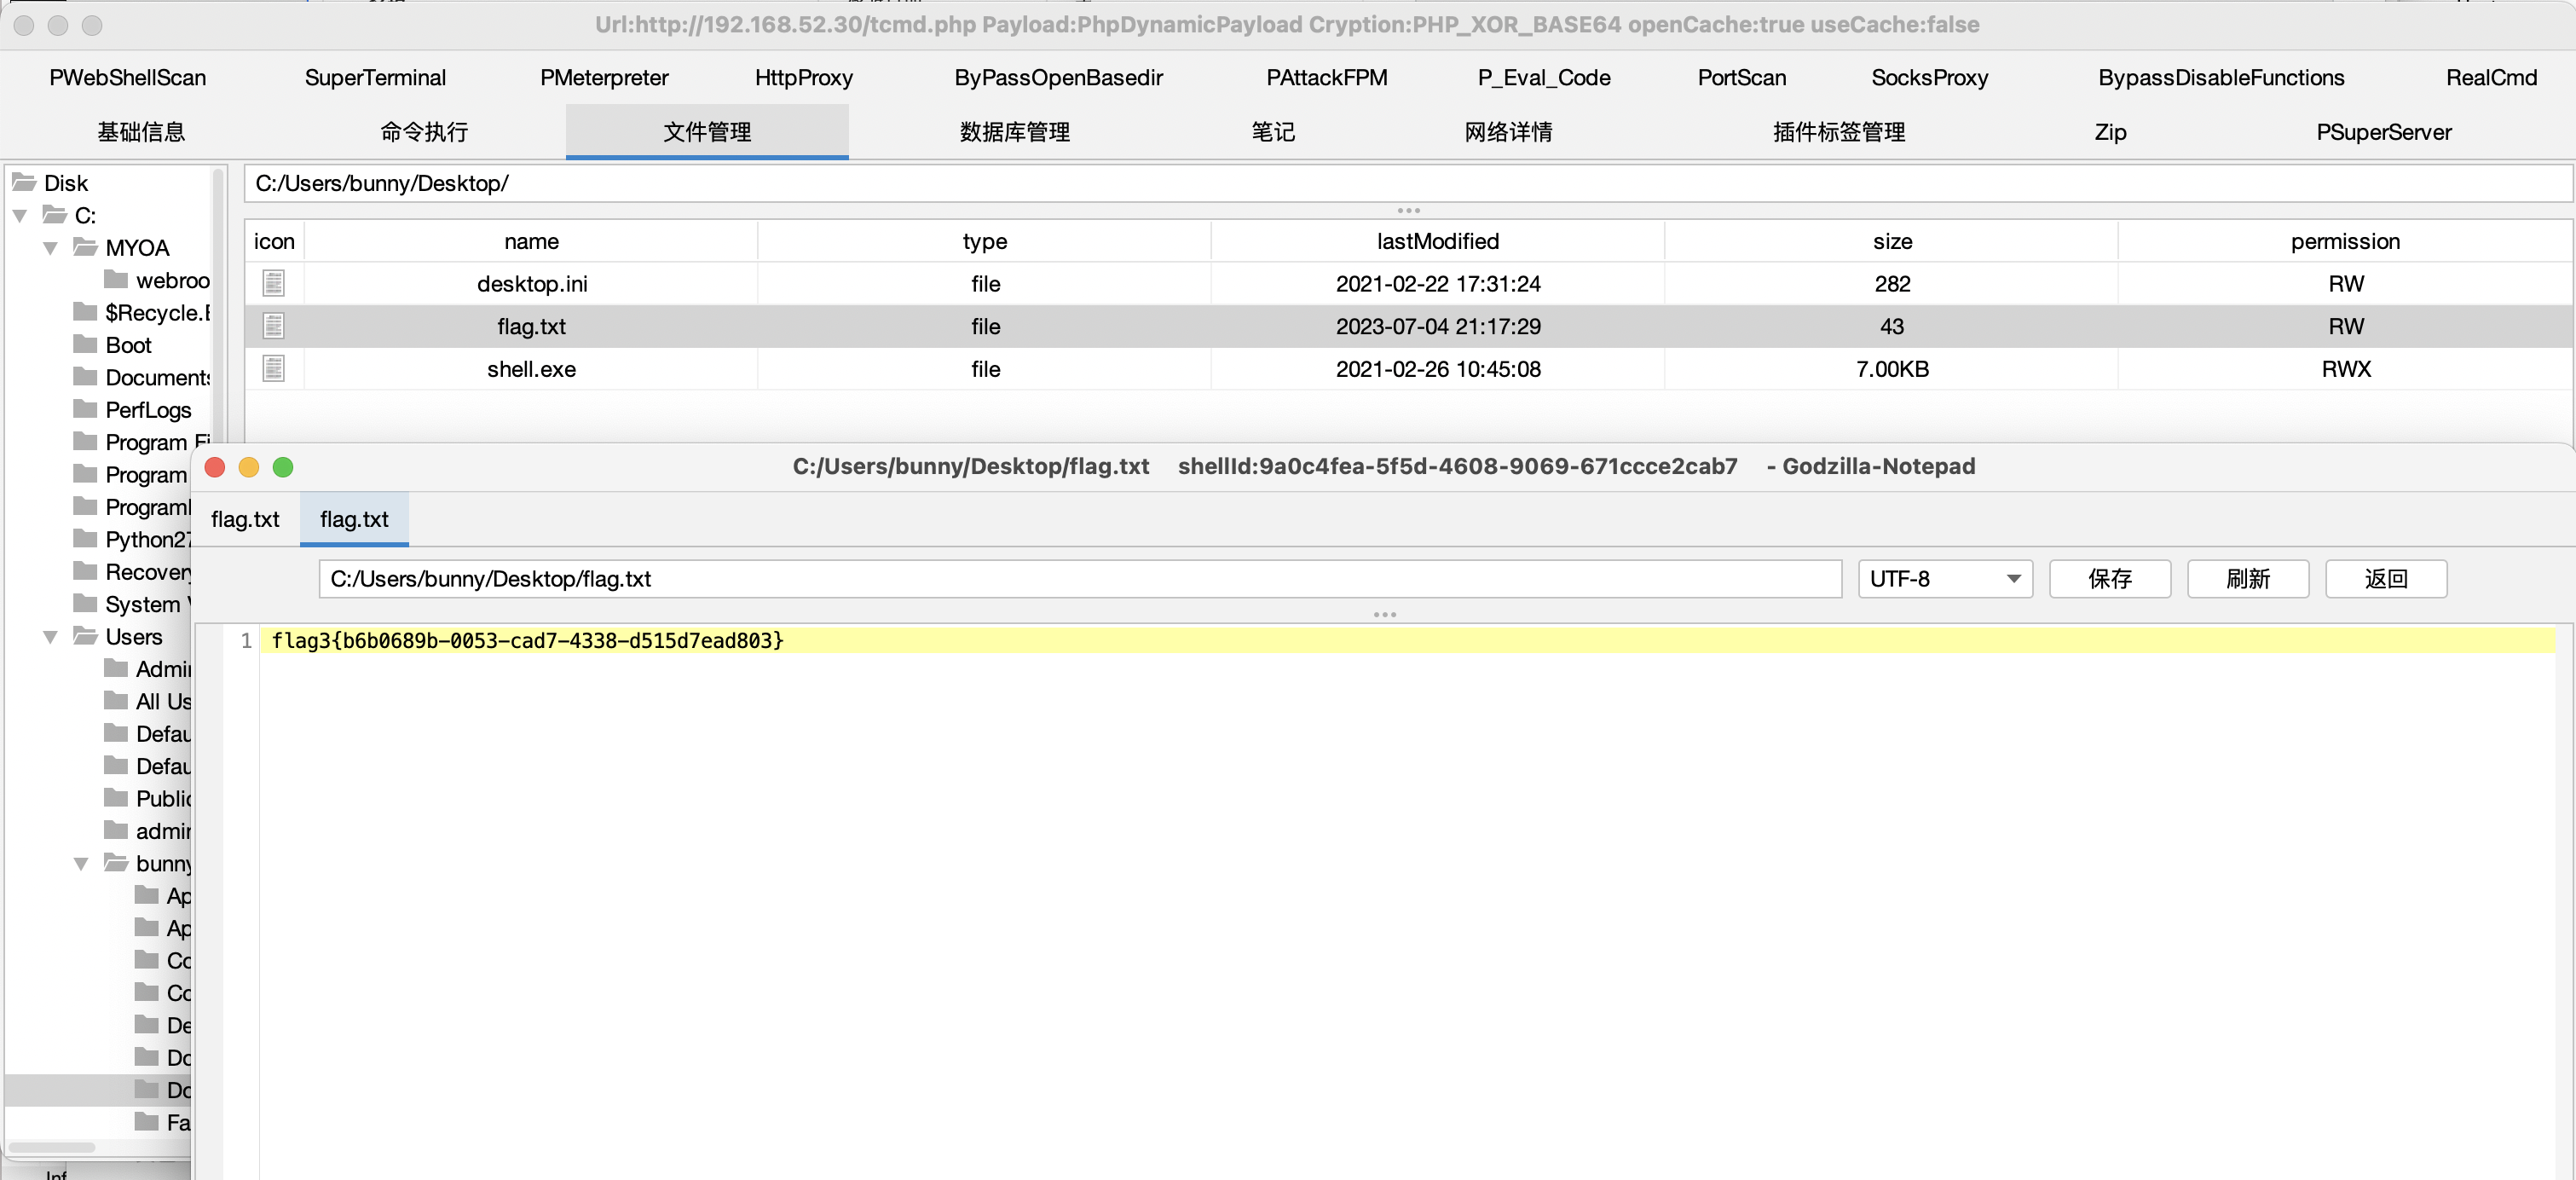 Url:http://192.168.52.30/tcmd.php Payload:PhpDynamicPayload Cryption:PHP_XOR_BASE64 openCache:true useCache:false
PWebShellScan SuperTerminal PMeterpreter HttpProxy ByPassOpenBasedir PAttackFPM P_Eval_Code PortScan SocksProxy BypassDisableFunctions RealCmd
基础信息 命令执行 文件管理 数据库管理 笔记 网络详情 插件标签管理 Zip PSuperServer
Disk
C:
MYOA
webroo
$Recycle.
Boot
Documents
PerfLogs
Program Fi
Program
Program
Python27
Recovery
System
Users
Admin
All Us
Defau
Defau
Public
admin
bunny
Ap
Ap
Co
Co
De
Do
Do
Fa
C:/Users/bunny/Desktop/
icon name type lastModified size permission
desktop.ini file 2021-02-22 17:31:24 282 RW
flag.txt file 2023-07-04 21:17:29 43 RW
shell.exe file 2021-02-26 10:45:08 7.00KB RWX
C:/Users/bunny/Desktop/flag.txt shellId:9a0c4fea-5f5d-4608-9069-671ccce2cab7 - Godzilla-Notepad
flag.txt flag.txt
C:/Users/bunny/Desktop/flag.txt UTF-8 保存 刷新 返回
1 flag3{b6b0689b-0053-cad7-4338-d515d7ead803}